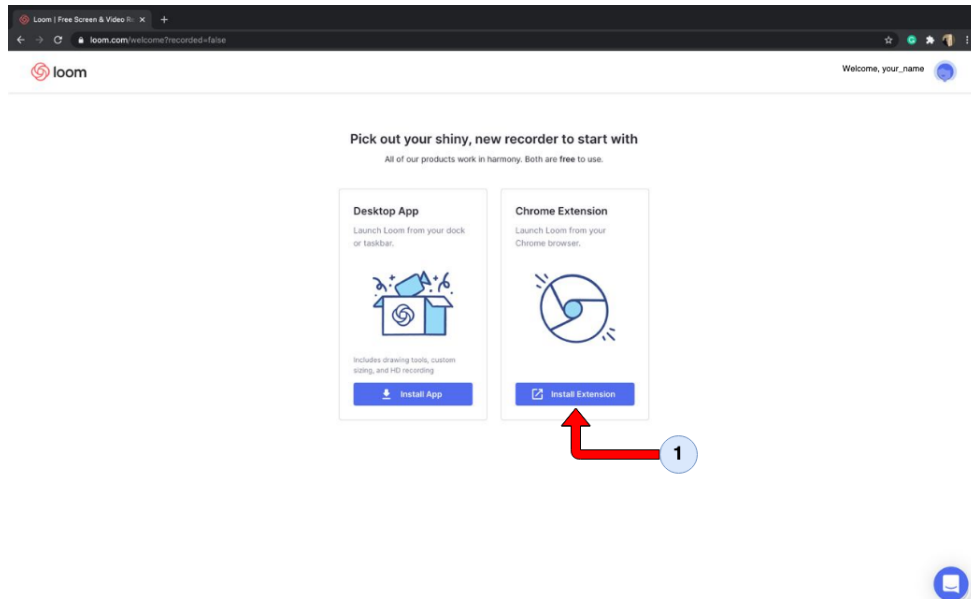 Loom | Free Screen & Video Re
loom.com/welcome?recorded=false
loom
Welcome, your_name
Pick out your shiny, new recorder to start with
All of our products work in harmony. Both are free to use.
Desktop App
Launch Loom from your dock
or taskbar.
Includes drawing tools, custom
sizing, and HD recording
Install App
Chrome Extension
Launch Loom from your
Chrome browser.
Install Extension
1